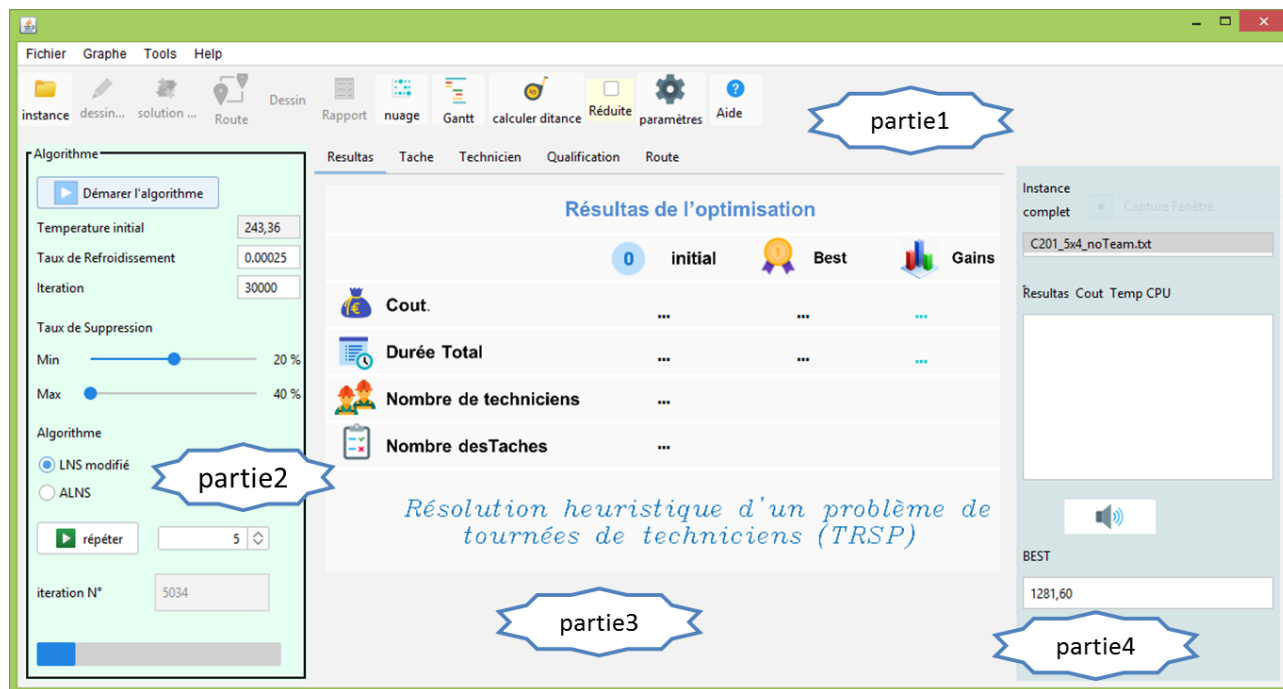 Fichier Graphe Tools Help
instance dessin... solution ... Route Dessin Rapport nuage Gantt calculer ditance Réduite paramètres Aide
partie1
Algorithme
Démarer l'algorithme
Temperature initial 243,36
Taux de Refroidissement 0.00025
Iteration 30000
Taux de Suppression
Min 20 %
Max 40 %
Algorithme
LNS modifié
ALNS
partie2
répéter 5
iteration N° 5034
Resultas Tache Technicien Qualification Route
Résultas de l'optimisation
0 initial 1 Best Gains
Cout. ... ... ...
Durée Total ... ... ...
Nombre de techniciens ...
Nombre desTaches ...
Résolution heuristique d'un problème de
tournées de techniciens (TRSP)
partie3
Instance
complet
Capture Fenêtre
C201_5x4_noTeam.txt
Resultas Cout Temp CPU
BEST
1281,60
partie4